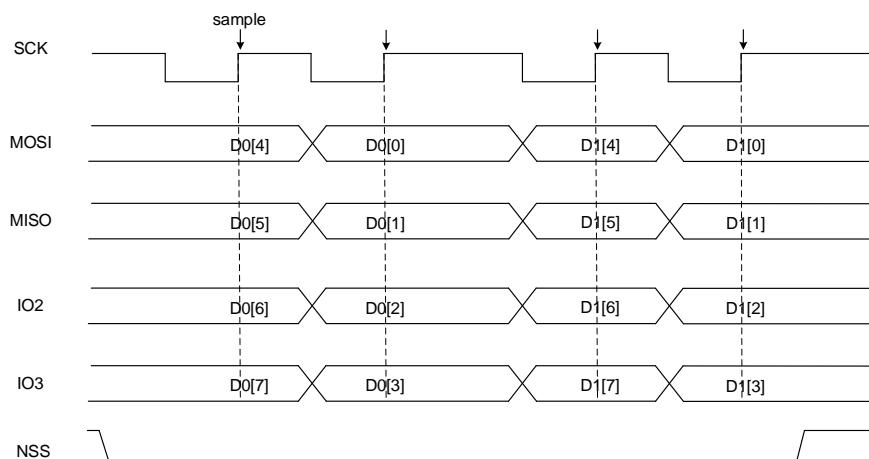 sample
SCK
MOSI D0[4] D0[0] D1[4] D1[0]
MISO D0[5] D0[1] D1[5] D1[1]
IO2 D0[6] D0[2] D1[6] D1[2]
IO3 D0[7] D0[3] D1[7] D1[3]
NSS